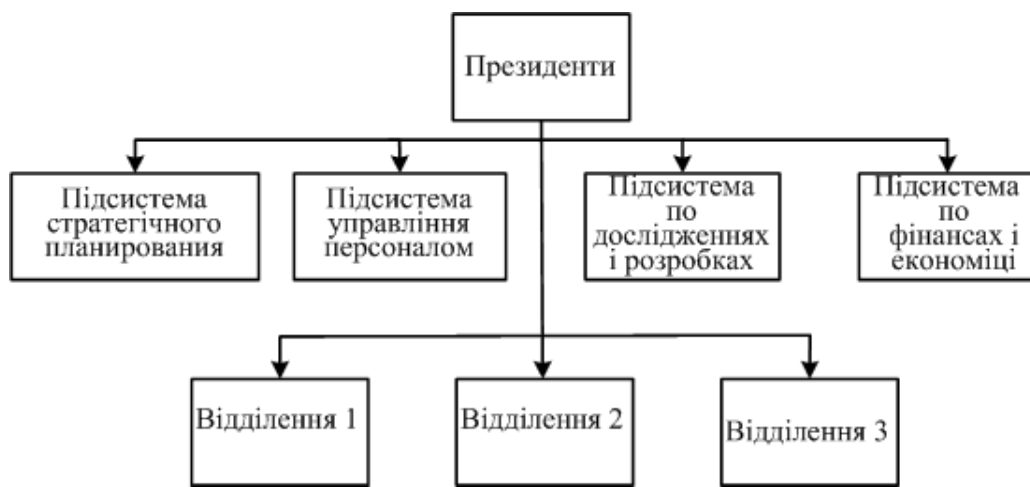 Президенти
Підсистема
стратегічного
планирования
Підсистема
управління
персоналом
Підсистема
по
дослідженнях
і розробках
Підсистема
по
фінансах і
економіці
Відділення 1
Відділення 2
Відділення 3